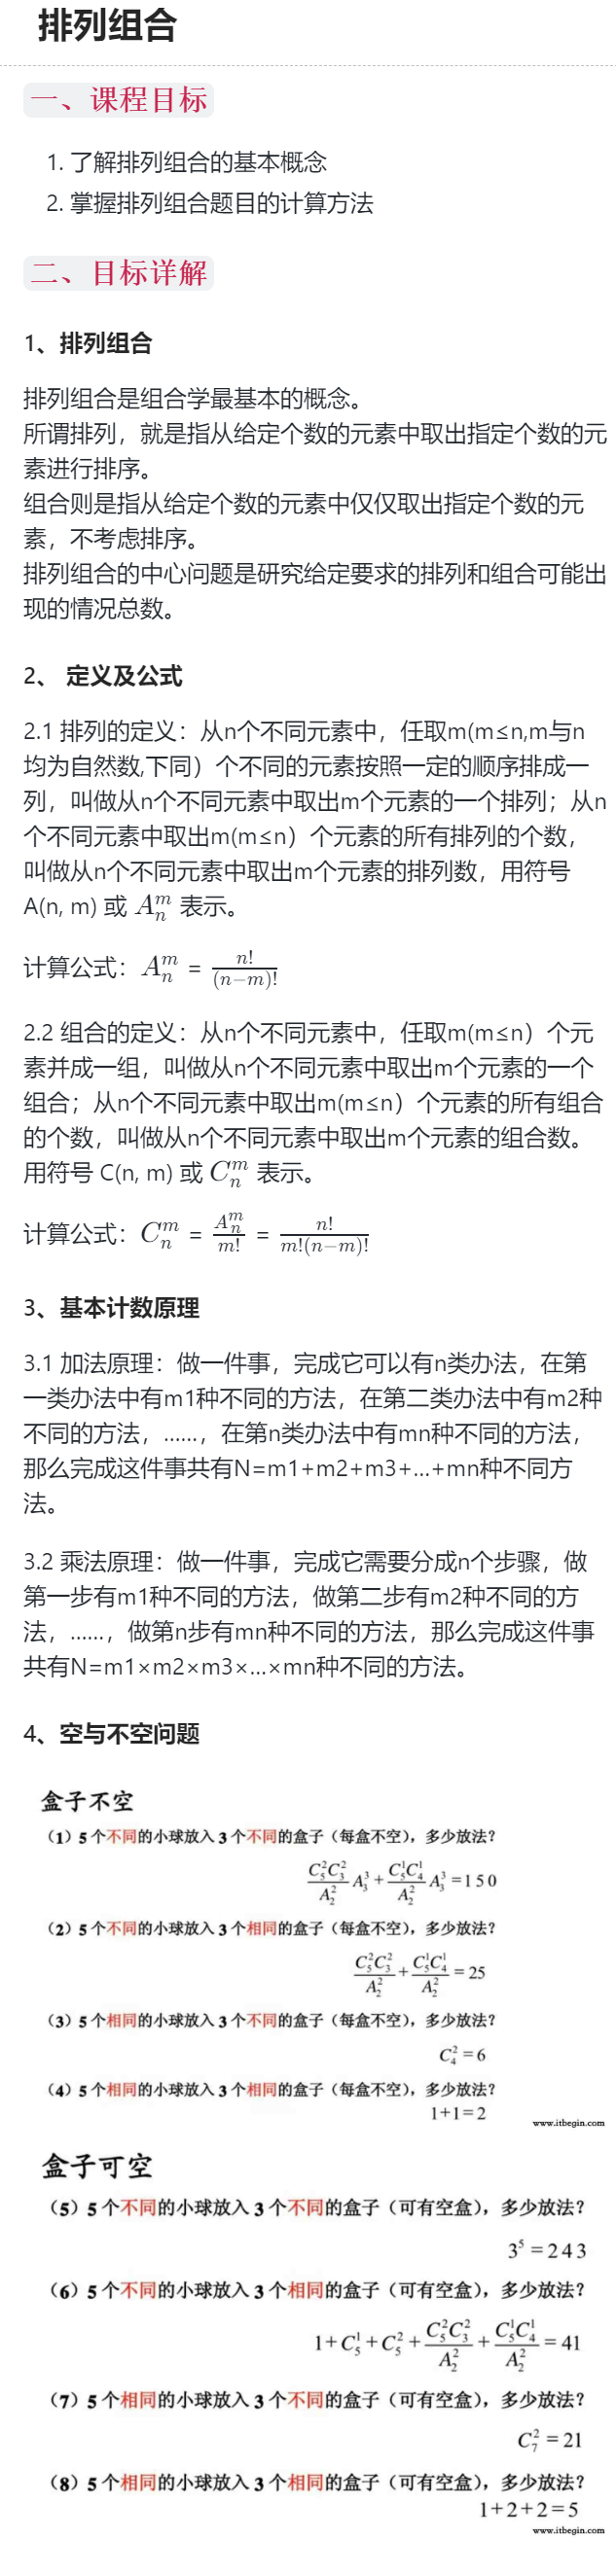 排列组合
一、课程目标
1. 了解排列组合的基本概念
2. 掌握排列组合题目的计算方法
二、目标详解
1、排列组合
排列组合是组合学最基本的概念。
所谓排列，就是指从给定个数的元素中取出指定个数的元
素进行排序。
组合则是指从给定个数的元素中仅仅取出指定个数的元
素，不考虑排序。
排列组合的中心问题是研究给定要求的排列和组合可能出
现的情况总数。
2、 定义及公式
2.1 排列的定义：从n个不同元素中，任取m(m≤n,m与n
均为自然数,下同）个不同的元素按照一定的顺序排成一
列，叫做从n个不同元素中取出m个元素的一个排列；从n
个不同元素中取出m(m≤n）个元素的所有排列的个数，
叫做从n个不同元素中取出m个元素的排列数，用符号
A(n, m) 或 $A_n^m$ 表示。
计算公式：$A_n^m$ = $\frac{n!}{(n-m)!}$
2.2 组合的定义：从n个不同元素中，任取m(m≤n）个元
素并成一组，叫做从n个不同元素中取出m个元素的一个
组合；从n个不同元素中取出m(m≤n）个元素的所有组合
的个数，叫做从n个不同元素中取出m个元素的组合数。
用符号 C(n, m) 或 $C_n^m$ 表示。
计算公式：$C_n^m$ = $\frac{A_n^m}{m!}$ = $\frac{n!}{m!(n-m)!}$
3、基本计数原理
3.1 加法原理：做一件事，完成它可以有n类办法，在第
一类办法中有m1种不同的方法，在第二类办法中有m2种
不同的方法，……，在第n类办法中有mn种不同的方法，
那么完成这件事共有N=m1+m2+m3+…+mn种不同方
法。
3.2 乘法原理：做一件事，完成它需要分成n个步骤，做
第一步有m1种不同的方法，做第二步有m2种不同的方
法，……，做第n步有mn种不同的方法，那么完成这件事
共有N=m1×m2×m3×…×mn种不同的方法。
4、空与不空问题
盒子不空
（1）5个不同的小球放入3个不同的盒子（每盒不空），多少放法？
$\frac{C_5^2C_3^2}{A_2^2}A_3^3+\frac{C_5^1C_4^1}{A_2^2}A_3^3=150$
（2）5个不同的小球放入3个相同的盒子（每盒不空），多少放法？
$\frac{C_5^2C_3^2}{A_2^2}+\frac{C_5^1C_4^1}{A_2^2}=25$
（3）5个相同的小球放入3个不同的盒子（每盒不空），多少放法？
$C_4^2=6$
（4）5个相同的小球放入3个相同的盒子（每盒不空），多少放法？
1+1=2
www.itbegin.com
盒子可空
（5）5个不同的小球放入3个不同的盒子（可有空盒），多少放法？
$3^5=243$
（6）5个不同的小球放入3个相同的盒子（可有空盒），多少放法？
$1+C_5^1+C_5^2+\frac{C_5^2C_3^2}{A_2^2}+\frac{C_5^1C_4^1}{A_2^2}=41$
（7）5个相同的小球放入3个不同的盒子（可有空盒），多少放法？
$C_7^2=21$
（8）5个相同的小球放入3个相同的盒子（可有空盒），多少放法？
1+2+2=5
www.itbegin.com